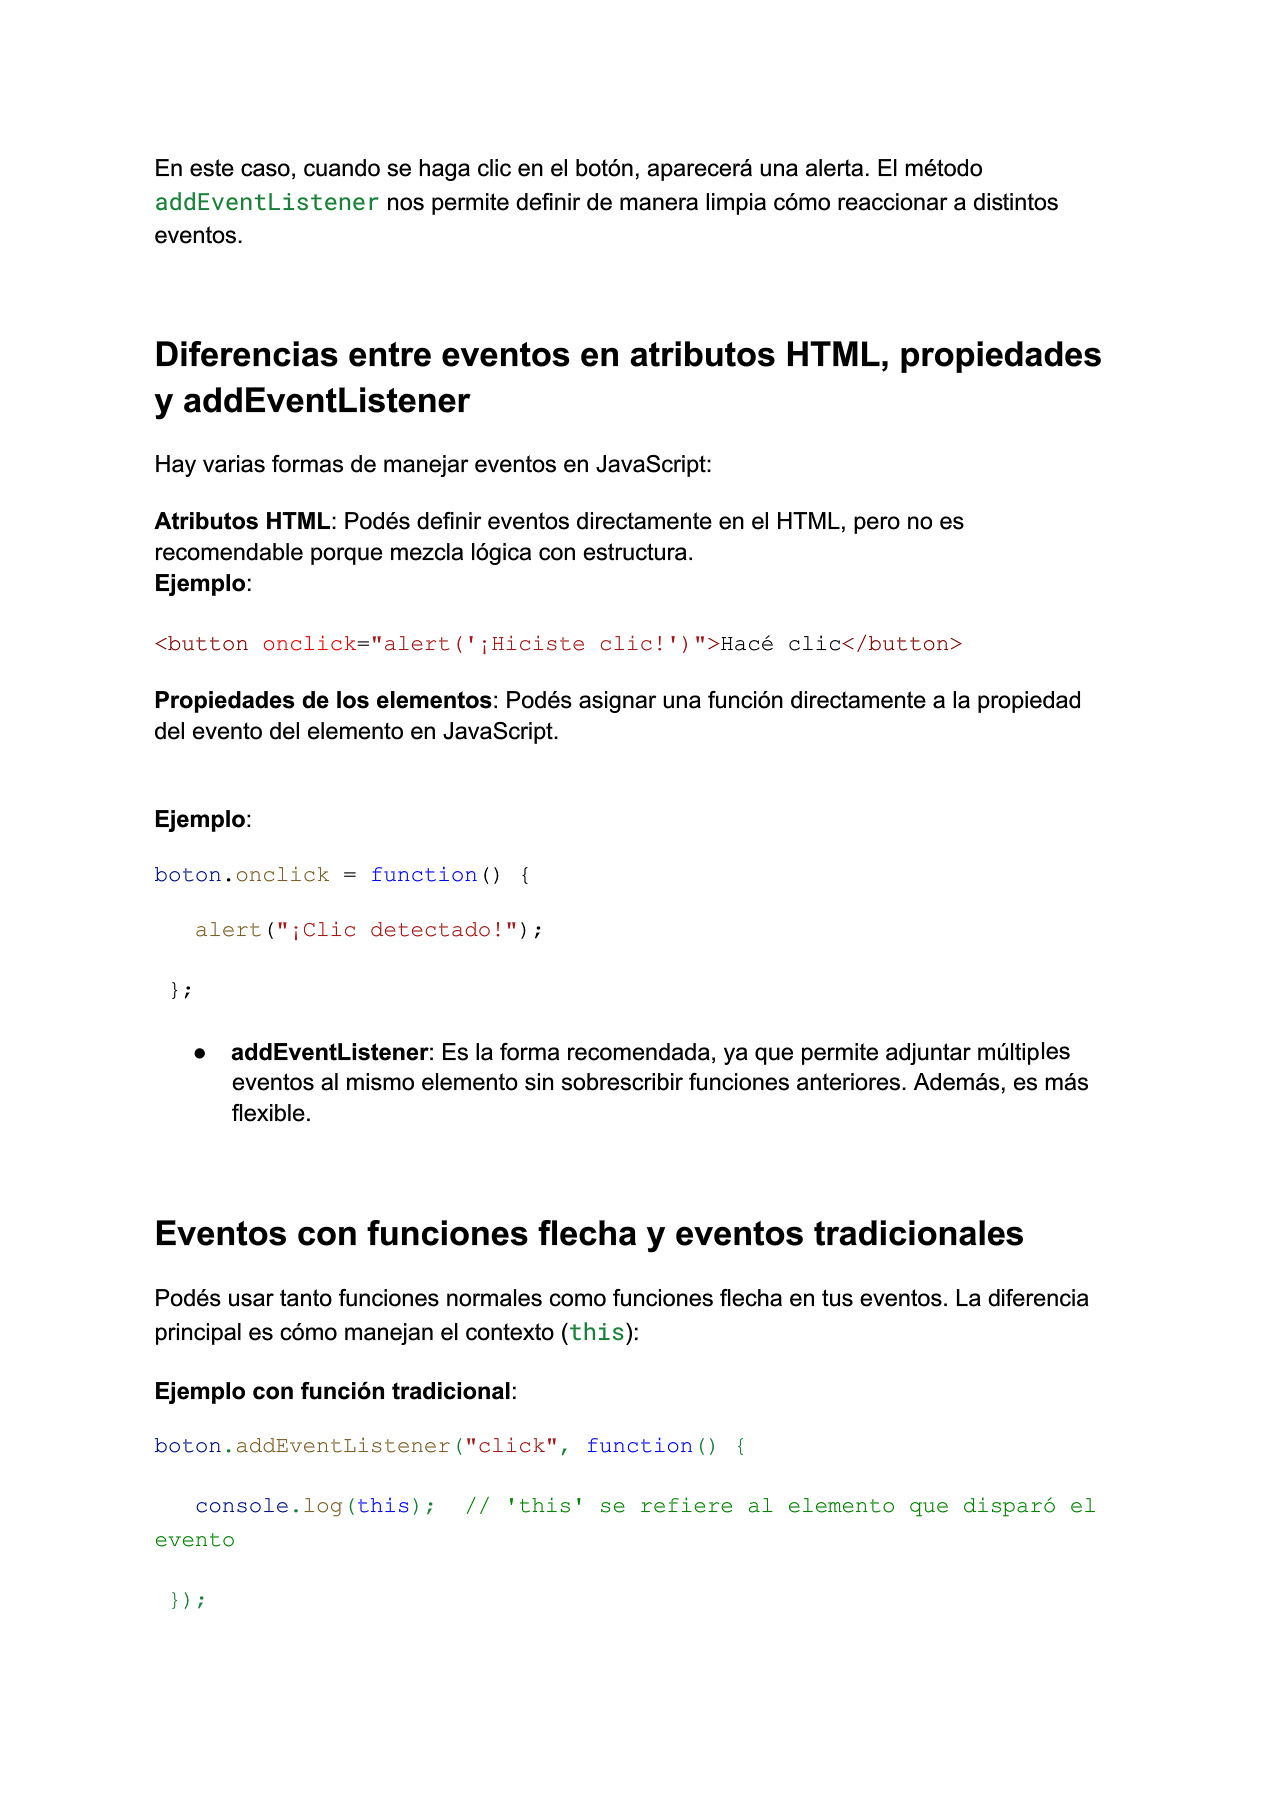 En este caso, cuando se haga clic en el botón, aparecerá una alerta. El método
addEventListener nos permite definir de manera limpia cómo reaccionar a distintos
eventos.
Diferencias entre eventos en atributos HTML, propiedades
y addEventListener
Hay varias formas de manejar eventos en JavaScript:
Atributos HTML: Podés definir eventos directamente en el HTML, pero no es
recomendable porque mezcla lógica con estructura.
Ejemplo:
<button onclick="alert('¡Hiciste clic!')">Hacé clic</button>
Propiedades de los elementos: Podés asignar una función directamente a la propiedad
del evento del elemento en JavaScript.
Ejemplo:
boton.onclick = function() {
alert("¡Clic detectado!");
};
● addEventListener: Es la forma recomendada, ya que permite adjuntar múltiples
eventos al mismo elemento sin sobrescribir funciones anteriores. Además, es más
flexible.
Eventos con funciones flecha y eventos tradicionales
Podés usar tanto funciones normales como funciones flecha en tus eventos. La diferencia
principal es cómo manejan el contexto (this):
Ejemplo con función tradicional:
boton.addEventListener("click", function() {
console.log(this);  // 'this' se refiere al elemento que disparó el
evento
});